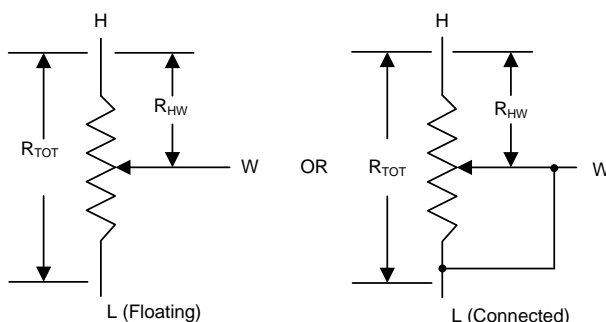 H
H
R_HW
R_HW
R_TOT
R_TOT
W
OR
W
L (Floating)
L (Connected)